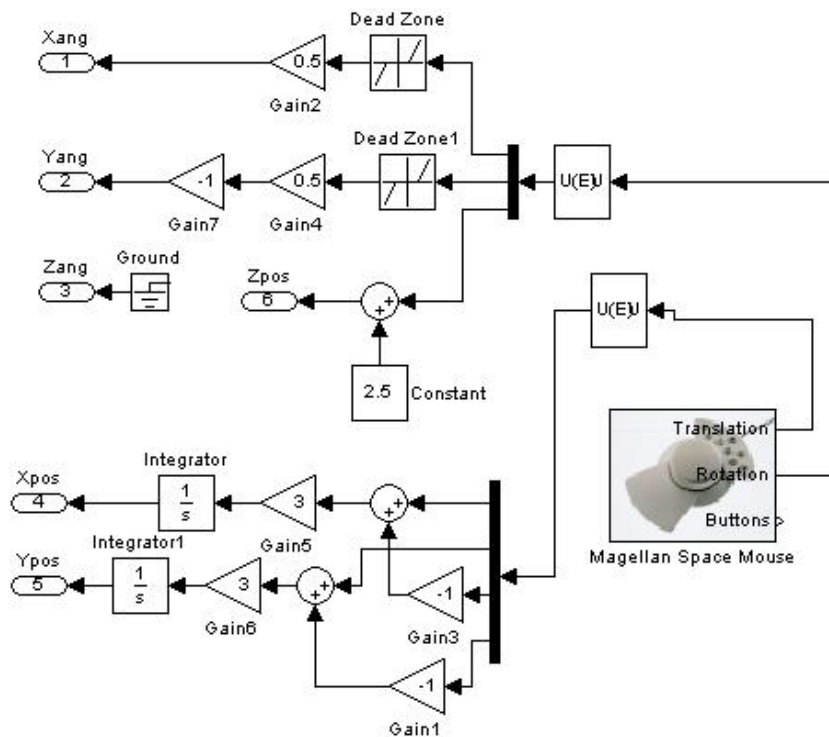 Dead Zone
Xang
1
0.5
Gain2
Dead Zone1
Yang
2
-1
0.5
U(E)U
Gain7
Gain4
Ground
Zang
3
Zpos
6
+
+
U(E)U
2.5
Constant
Translation
Rotation
Buttons
Magellan Space Mouse
Integrator
Xpos
4
1
s
3
+
+
Gain5
Integrator1
Ypos
5
1
s
3
+
+
-1
Gain6
Gain3
-1
Gain1